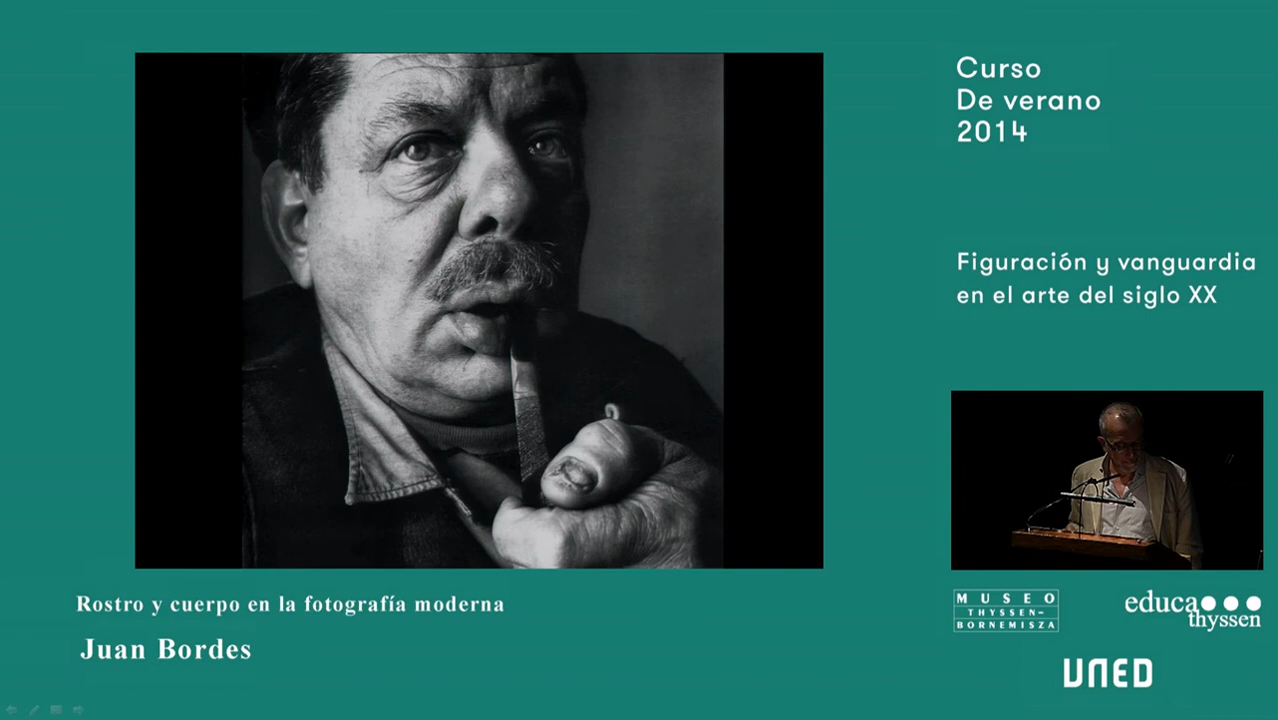 Curso
De verano
2014
Figuración y vanguardia
en el arte del siglo XX
Rostro y cuerpo en la fotografía moderna
Juan Bordes
MUSEO
THYSSEN-
BORNEMISZA
educa
thyssen
UNED